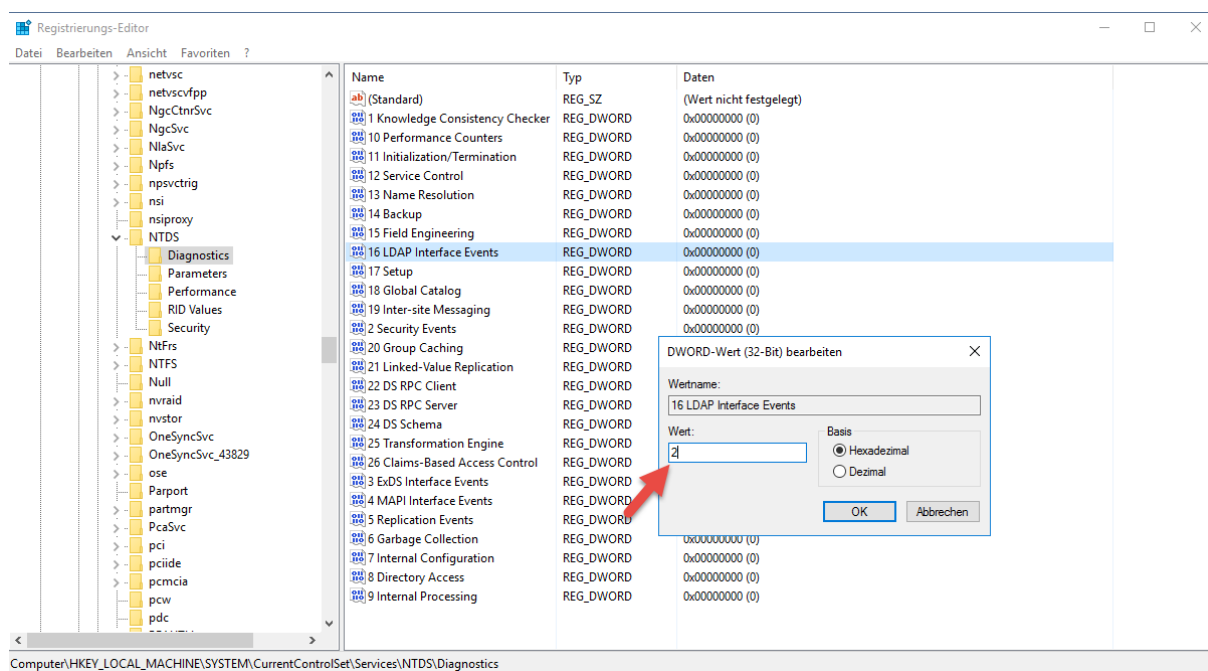 Registrierungs-Editor
Datei Bearbeiten Ansicht Favoriten ?
netvsc
netvscvfpp
NgcCtnrSvc
NgcSvc
NlaSvc
Npfs
npsvctrig
nsi
nsiproxy
NTDS
Diagnostics
Parameters
Performance
RID Values
Security
NtFrs
NTFS
Null
nvraid
nvstor
OneSyncSvc
OneSyncSvc_43829
ose
Parport
partmgr
PcaSvc
pci
pciide
pcmcia
pcw
pdc
Name Typ Daten
(Standard) REG_SZ (Wert nicht festgelegt)
1 Knowledge Consistency Checker REG_DWORD 0x00000000 (0)
10 Performance Counters REG_DWORD 0x00000000 (0)
11 Initialization/Termination REG_DWORD 0x00000000 (0)
12 Service Control REG_DWORD 0x00000000 (0)
13 Name Resolution REG_DWORD 0x00000000 (0)
14 Backup REG_DWORD 0x00000000 (0)
15 Field Engineering REG_DWORD 0x00000000 (0)
16 LDAP Interface Events REG_DWORD 0x00000000 (0)
17 Setup REG_DWORD 0x00000000 (0)
18 Global Catalog REG_DWORD 0x00000000 (0)
19 Inter-site Messaging REG_DWORD 0x00000000 (0)
2 Security Events REG_DWORD 0x00000000 (0)
20 Group Caching REG_DWORD
21 Linked-Value Replication REG_DWORD
22 DS RPC Client REG_DWORD
23 DS RPC Server REG_DWORD
24 DS Schema REG_DWORD
25 Transformation Engine REG_DWORD
26 Claims-Based Access Control REG_DWORD
3 ExDS Interface Events REG_DWORD
4 MAPI Interface Events REG_DWORD
5 Replication Events REG_DWORD
6 Garbage Collection REG_DWORD 0x00000000 (0)
7 Internal Configuration REG_DWORD 0x00000000 (0)
8 Directory Access REG_DWORD 0x00000000 (0)
9 Internal Processing REG_DWORD 0x00000000 (0)
DWORD-Wert (32-Bit) bearbeiten
Wertname:
16 LDAP Interface Events
Wert: Basis
2
Hexadezimal
Dezimal
OK Abbrechen
Computer\HKEY_LOCAL_MACHINE\SYSTEM\CurrentControlSet\Services\NTDS\Diagnostics